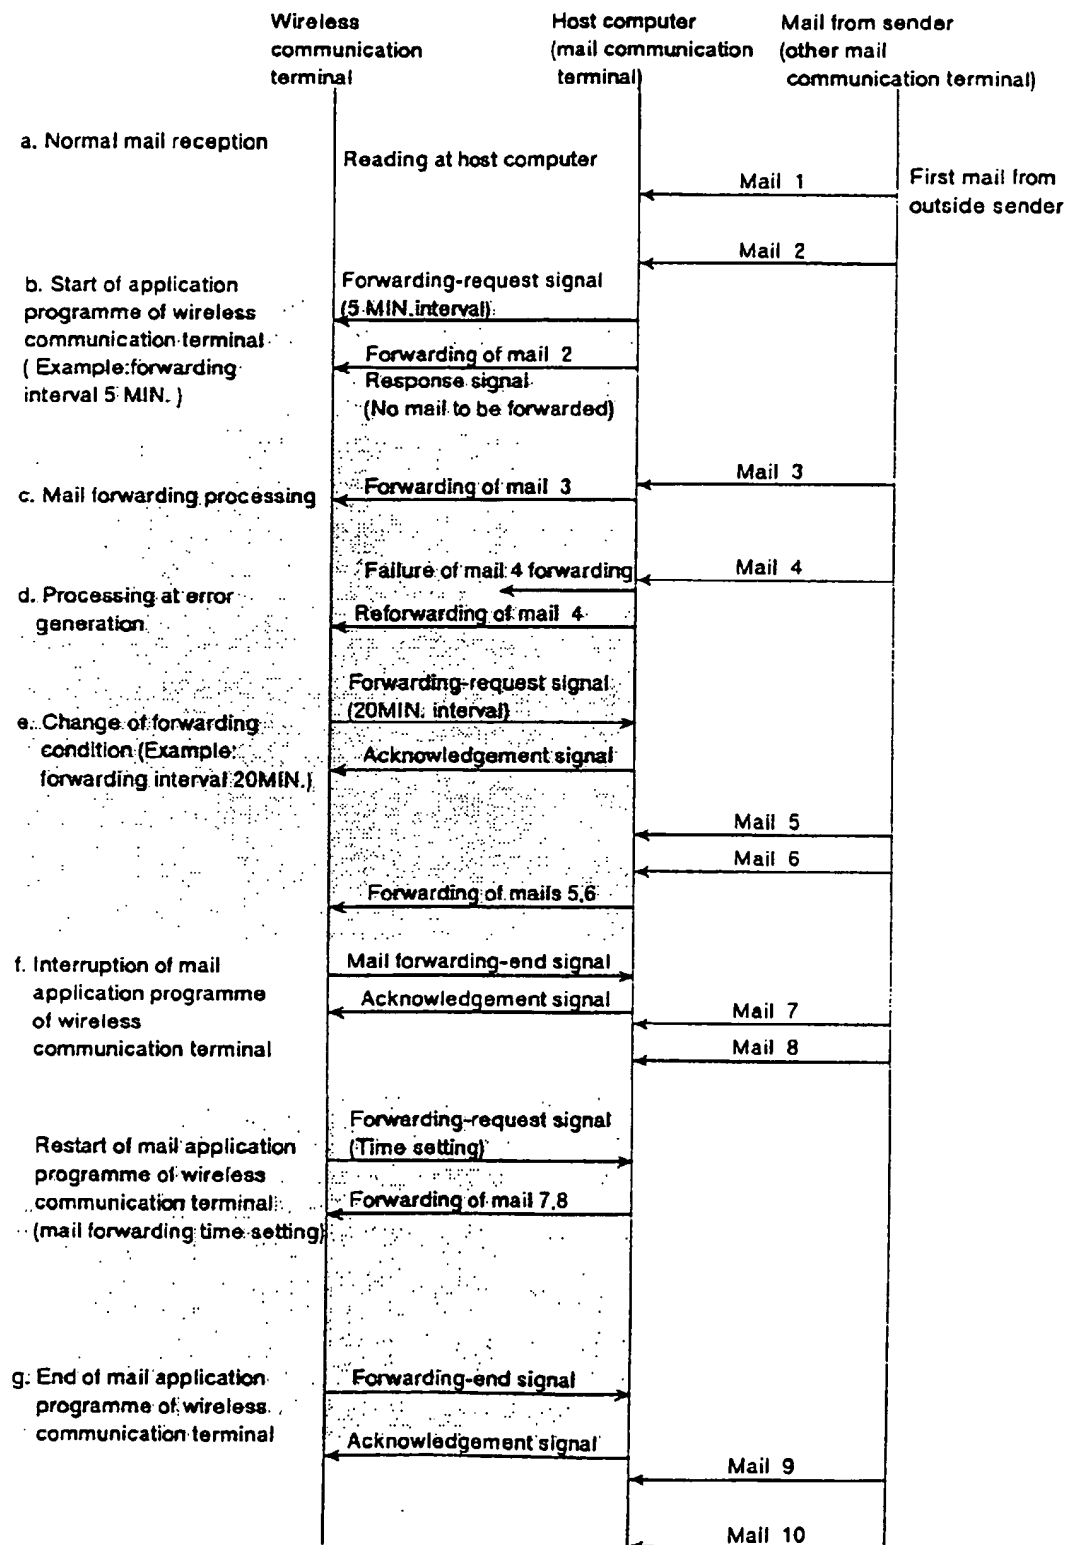 Wireless
communication
terminal
Host computer
(mail communication
terminal)
Mail from sender
(other mail
communication terminal)
a. Normal mail reception
Reading at host computer
Mail 1
First mail from
outside sender
Mail 2
b. Start of application
programme of wireless
communication terminal
( Example:forwarding
interval 5 MIN. )
Forwarding-request signal
(5 MIN.interval)
Forwarding of mail 2
Response signal
(No mail to be forwarded)
Mail 3
c. Mail forwarding processing
Forwarding of mail 3
Mail 4
Failure of mail 4 forwarding
d. Processing at error
generation
Reforwarding of mail 4
Forwarding-request signal
(20MIN. interval)
e. Change of forwarding
condition (Example:
forwarding interval 20MIN.)
Acknowledgement signal
Mail 5
Mail 6
Forwarding of mails 5,6
f. Interruption of mail
application programme
of wireless
communication terminal
Mail forwarding-end signal
Acknowledgement signal
Mail 7
Mail 8
Forwarding-request signal
(Time setting)
Restart of mail application
programme of wireless
communication terminal
(mail forwarding time setting)
Forwarding of mail 7,8
g. End of mail application
programme of wireless
communication terminal
Forwarding-end signal
Acknowledgement signal
Mail 9
Mail 10